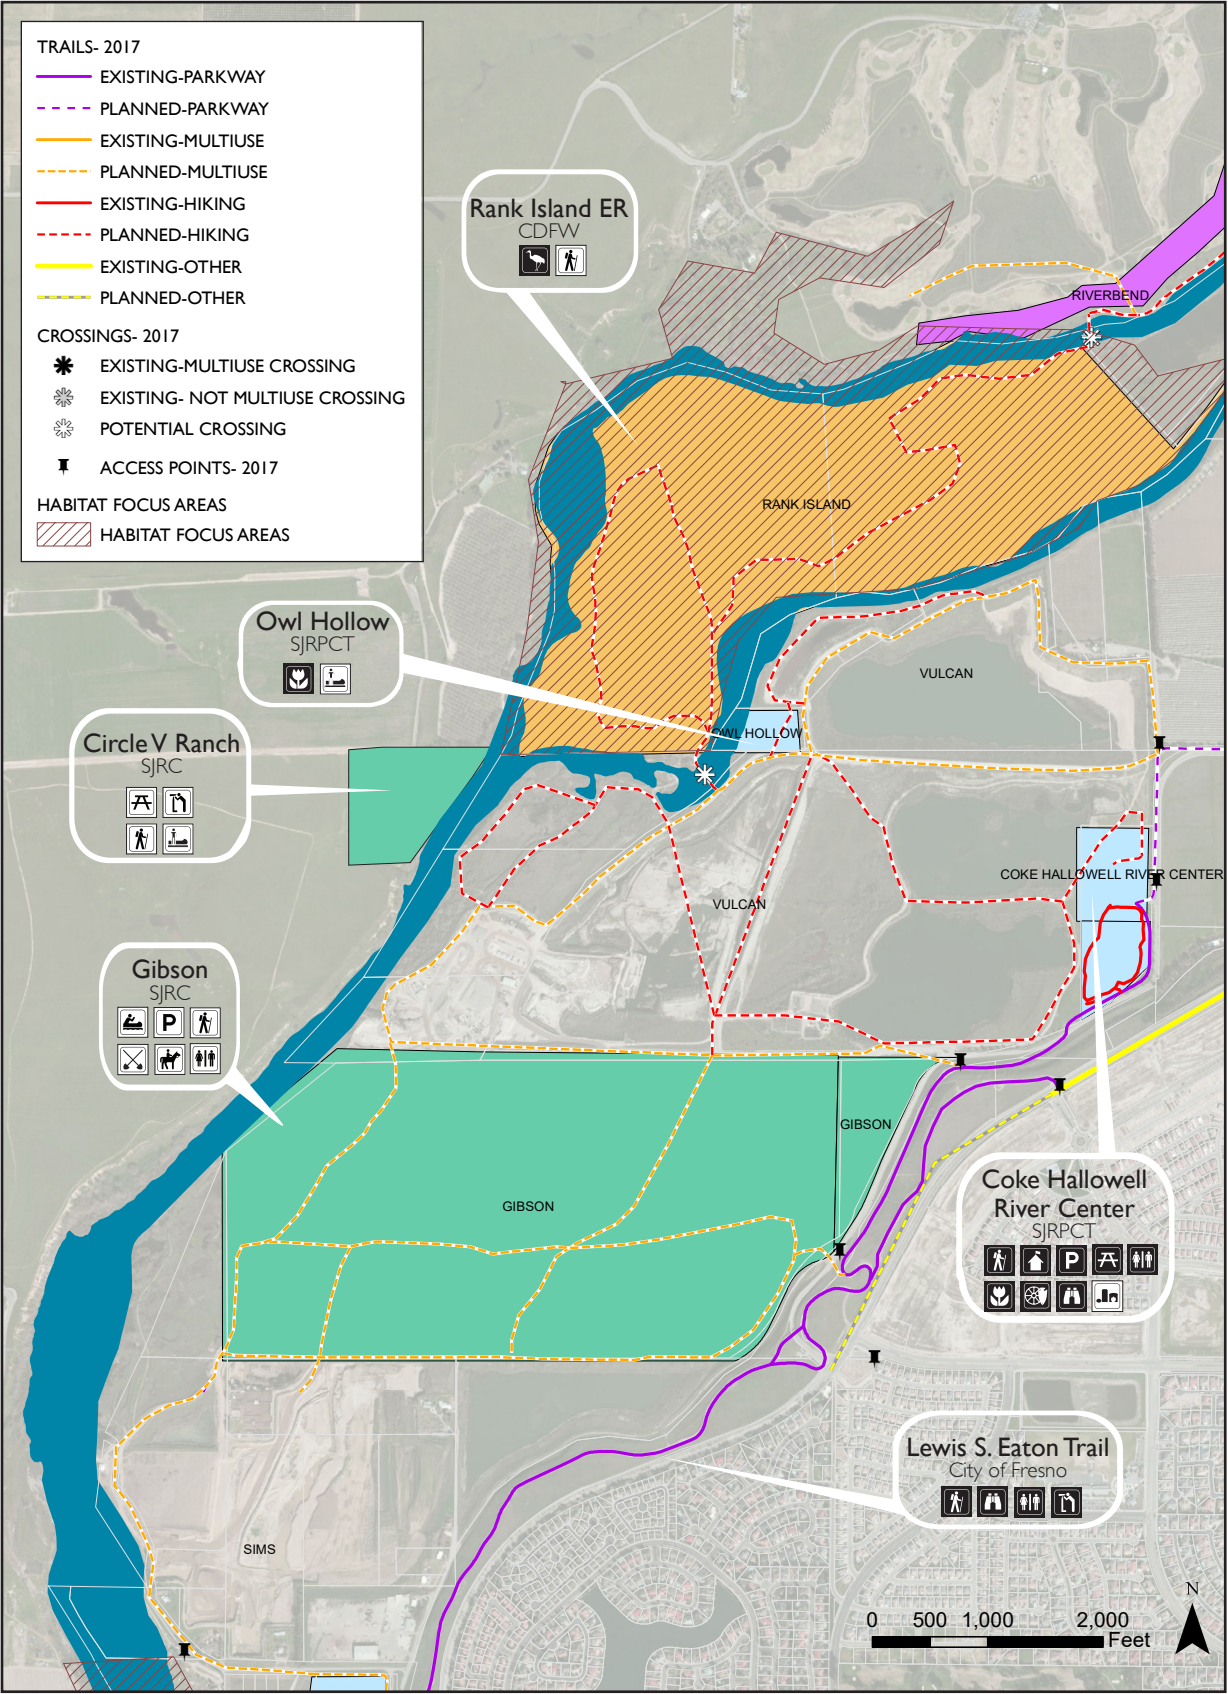 TRAILS- 2017
EXISTING-PARKWAY
PLANNED-PARKWAY
EXISTING-MULTIUSE
PLANNED-MULTIUSE
EXISTING-HIKING
PLANNED-HIKING
EXISTING-OTHER
PLANNED-OTHER
CROSSINGS- 2017
EXISTING-MULTIUSE CROSSING
EXISTING- NOT MULTIUSE CROSSING
POTENTIAL CROSSING
ACCESS POINTS- 2017
HABITAT FOCUS AREAS
HABITAT FOCUS AREAS
Rank Island ER
CDFW
RIVERBEND
RANK ISLAND
Owl Hollow
SJRPCT
VULCAN
OWL HOLLOW
Circle V Ranch
SJRC
COKE HALLOWELL RIVER CENTER
VULCAN
Gibson
SJRC
P
GIBSON
GIBSON
Coke Hallowell
River Center
SJRPCT
P
Lewis S. Eaton Trail
City of Fresno
SIMS
N
0 500 1,000 2,000
Feet